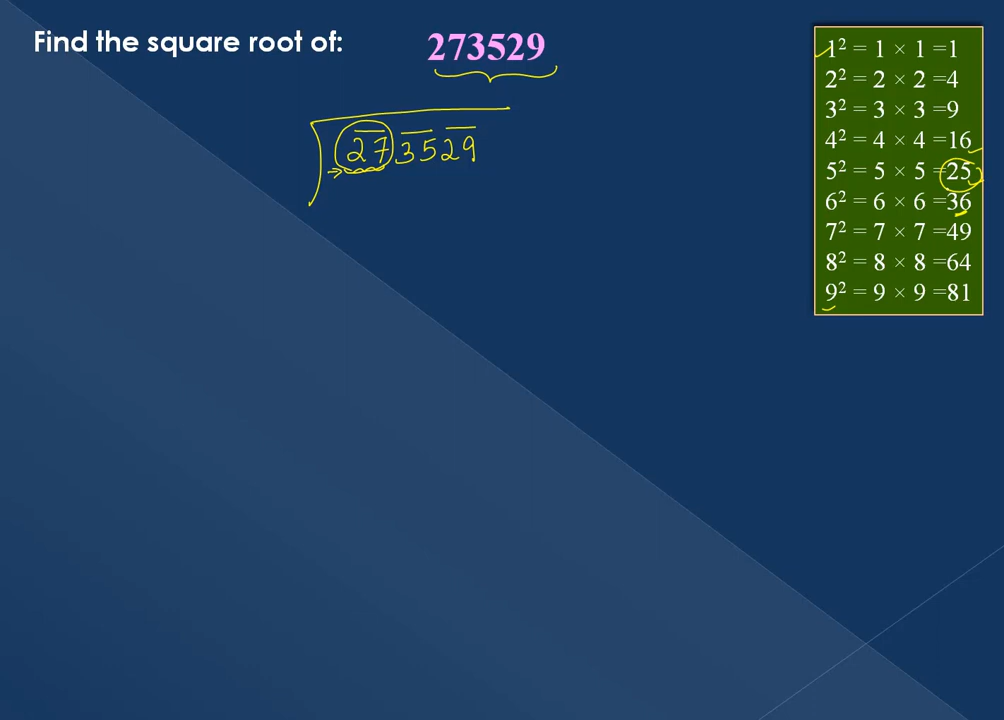 Find the square root of: 273529
27 35 29
1² = 1 × 1 =1
2² = 2 × 2 =4
3² = 3 × 3 =9
4² = 4 × 4 =16
5² = 5 × 5 =25
6² = 6 × 6 =36
7² = 7 × 7 =49
8² = 8 × 8 =64
9² = 9 × 9 =81